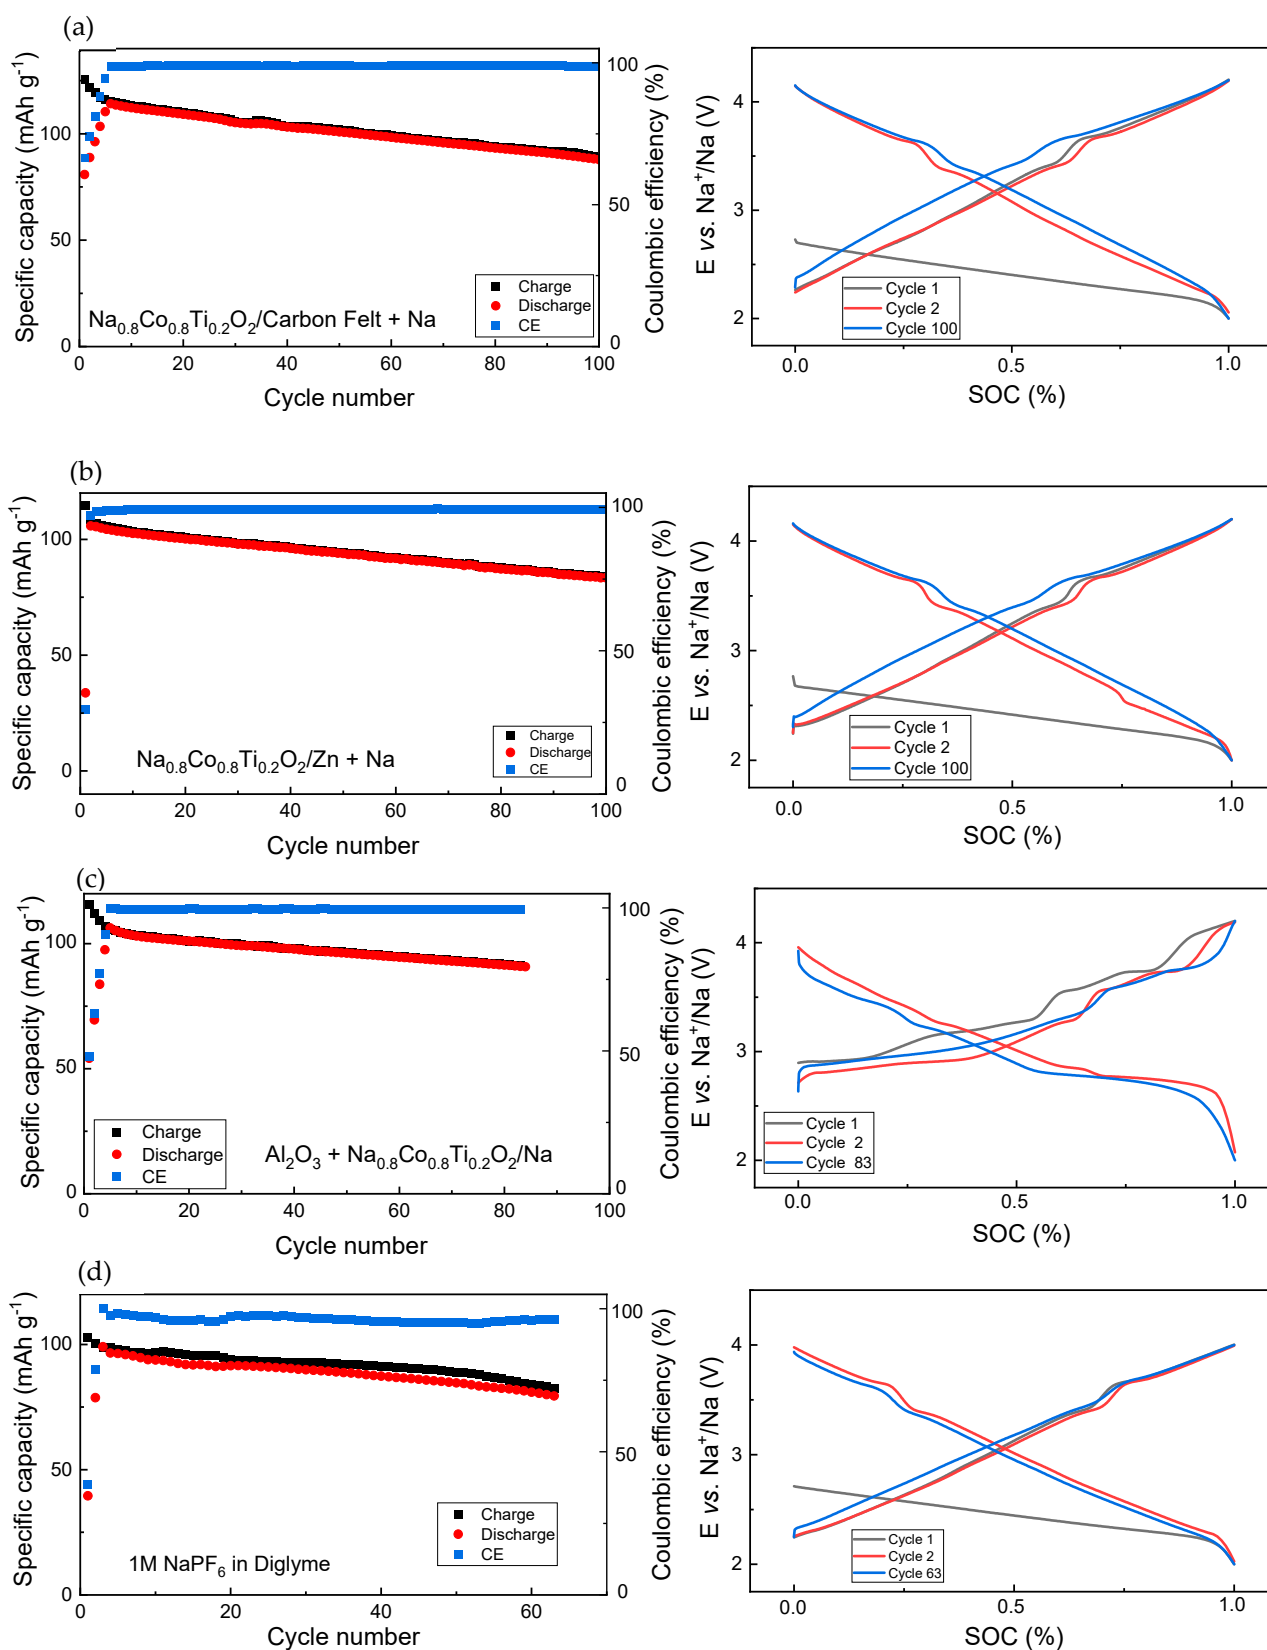 (a)
Specific capacity (mAh g⁻¹)
100
50
0
0 20 40 60 80 100
Cycle number
100
50
0
Coulombic efficiency (%)
Charge
Discharge
CE
Na₀.₈Co₀.₈Ti₀.₂O₂/Carbon Felt + Na
E vs. Na⁺/Na (V)
4
3
2
0.0 0.5 1.0
SOC (%)
Cycle 1
Cycle 2
Cycle 100
(b)
Specific capacity (mAh g⁻¹)
100
50
0
0 20 40 60 80 100
Cycle number
100
50
0
Coulombic efficiency (%)
Charge
Discharge
CE
Na₀.₈Co₀.₈Ti₀.₂O₂/Zn + Na
E vs. Na⁺/Na (V)
4
3
2
0.0 0.5 1.0
SOC (%)
Cycle 1
Cycle 2
Cycle 100
(c)
Specific capacity (mAh g⁻¹)
100
50
0
0 20 40 60 80 100
Cycle number
100
50
0
Coulombic efficiency (%)
Charge
Discharge
CE
Al₂O₃ + Na₀.₈Co₀.₈Ti₀.₂O₂/Na
E vs. Na⁺/Na (V)
4
3
2
0.0 0.5 1.0
SOC (%)
Cycle 1
Cycle 2
Cycle 83
(d)
Specific capacity (mAh g⁻¹)
100
50
0
0 20 40 60
Cycle number
100
50
0
Coulombic efficiency (%)
Charge
Discharge
CE
1M NaPF₆ in Diglyme
E vs. Na⁺/Na (V)
4
3
2
0.0 0.5 1.0
SOC (%)
Cycle 1
Cycle 2
Cycle 63